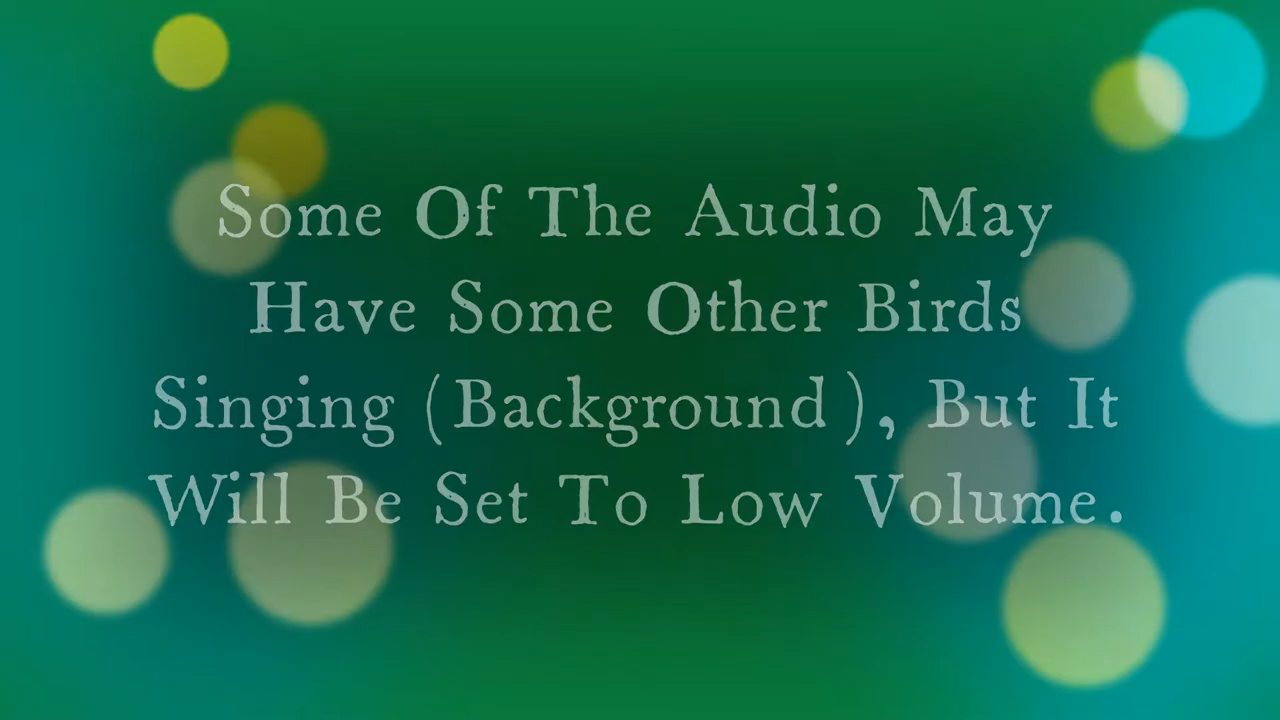 Some Of The Audio May
Have Some Other Birds
Singing (Background), But It
Will Be Set To Low Volume.